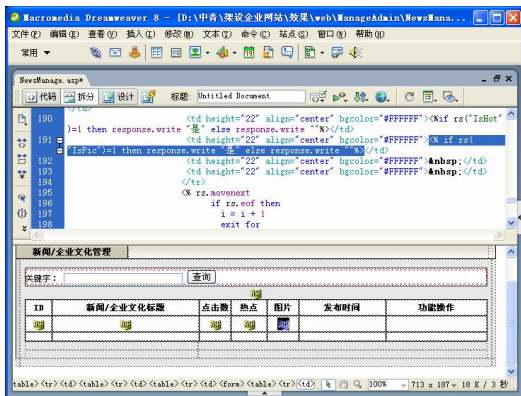 Macromedia Dreamweaver 8 - [D:\中青\架设企业网站\效果\web\ManageAdmin\NewsMana...
文件(F) 编辑(E) 查看(V) 插入(I) 修改(M) 文本(T) 命令(C) 站点(S) 窗口(W) 帮助(H)
常用
NewsManage.asp*
代码 拆分 设计 标题: Untitled Document
190 <td height="22" align="center" bgcolor="#FFFFFF"><%if rs("IsHot"
)=1 then response.write "是" else response.write ""%></td>
191 <td height="22" align="center" bgcolor="#FFFFFF"><% if rs(
"IsPic")=1 then response.write "是" else response.write ""%></td>
192 <td height="22" align="center" bgcolor="#FFFFFF">&nbsp;</td>
193 <td height="22" align="center" bgcolor="#FFFFFF">&nbsp;</td>
194 </tr>
195 <% rs.movenext
196 if rs.eof then
197 i = i + 1
198 exit for
新闻/企业文化管理
关键字: 查询
ID 新闻/企业文化标题 点击数 热点 图片 发布时间 功能操作
table> <tr> <td> <table> <tr> <td> <table> <tr> <td> <form> <table> <tr> <td> 100% 713 x 187 18 K / 3 秒